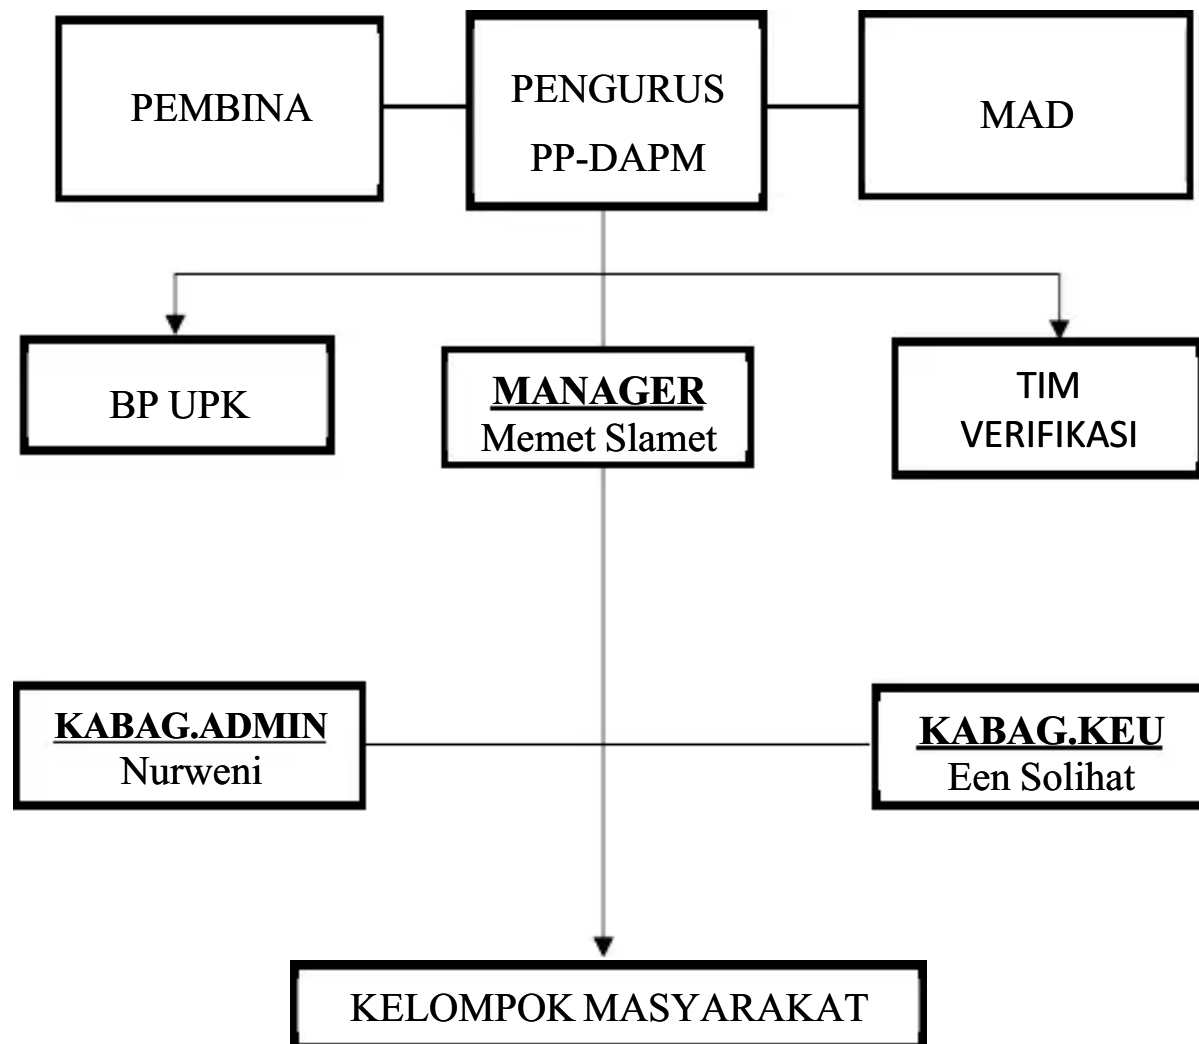 PEMBINA
PENGURUS
PP-DAPM
MAD
BP UPK
MANAGER
Memet Slamet
TIM
VERIFIKASI
KABAG.ADMIN
Nurweni
KABAG.KEU
Een Solihat
KELOMPOK MASYARAKAT